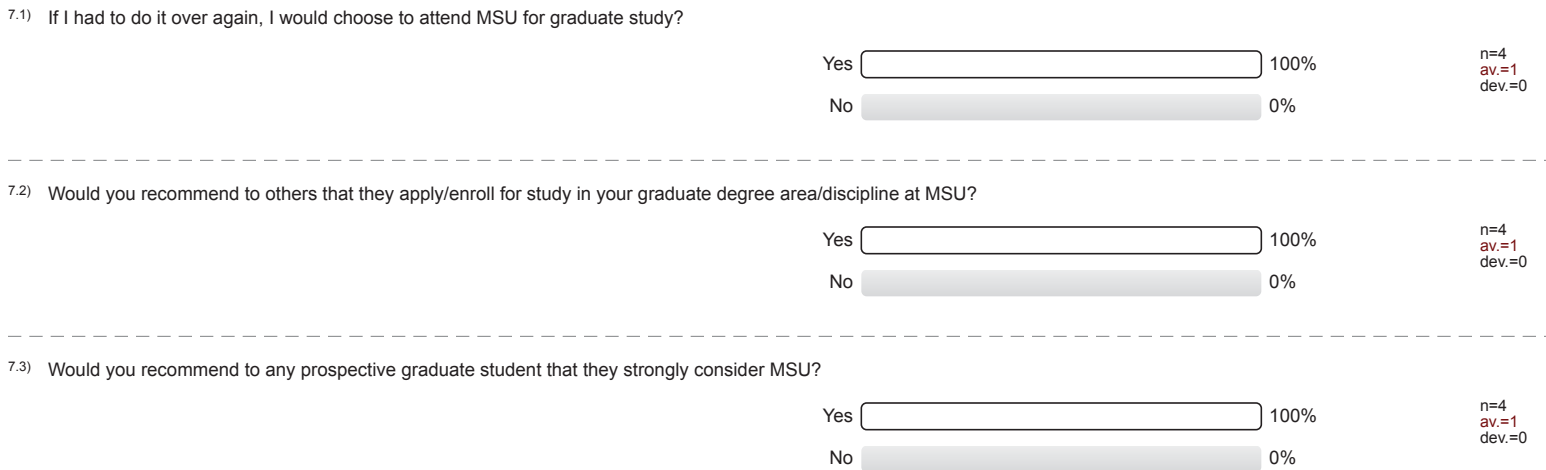 7.1) If I had to do it over again, I would choose to attend MSU for graduate study?
Yes 100%
No 0%
n=4
av.=1
dev.=0
7.2) Would you recommend to others that they apply/enroll for study in your graduate degree area/discipline at MSU?
Yes 100%
No 0%
n=4
av.=1
dev.=0
7.3) Would you recommend to any prospective graduate student that they strongly consider MSU?
Yes 100%
No 0%
n=4
av.=1
dev.=0